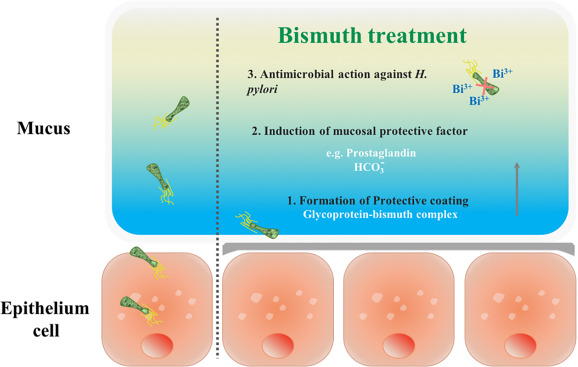 Bismuth treatment
3. Antimicrobial action against H.
pylori
Bi³⁺
Bi³⁺
Bi³⁺
Mucus
2. Induction of mucosal protective factor
e.g. Prostaglandin
HCO₃⁻
1. Formation of Protective coating
Glycoprotein-bismuth complex
Epithelium
cell